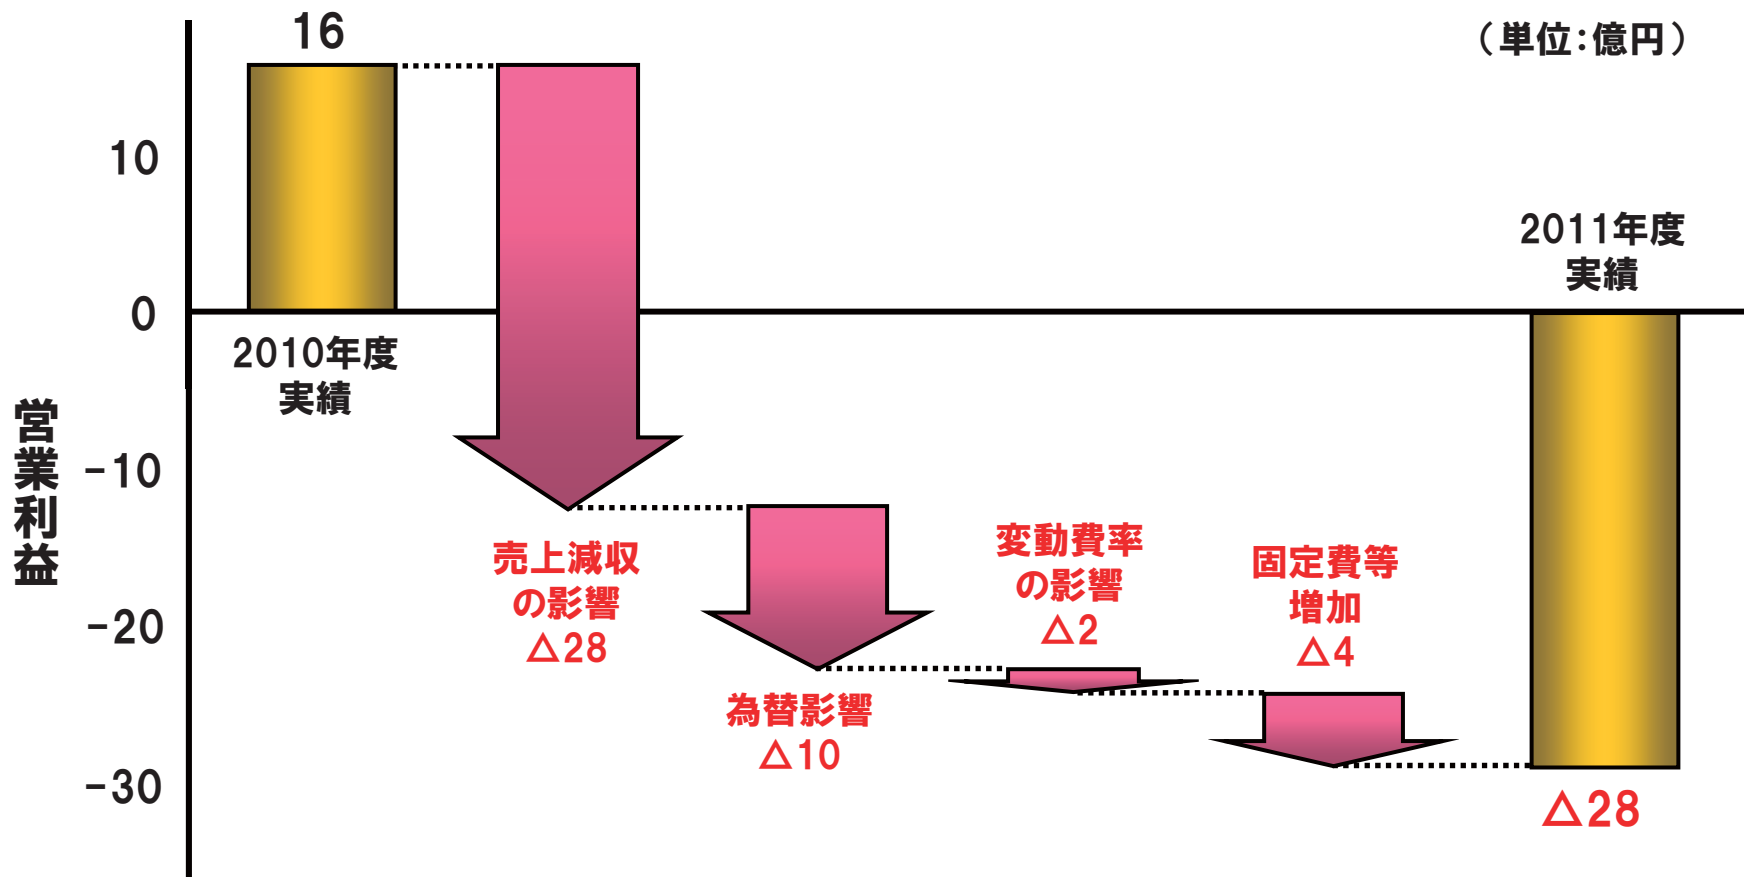 (単位:億円)
16
10
0
-10
-20
-30
営業利益
2010年度
実績
売上減収
の影響
△28
為替影響
△10
変動費率
の影響
△2
固定費等
増加
△4
2011年度
実績
△28